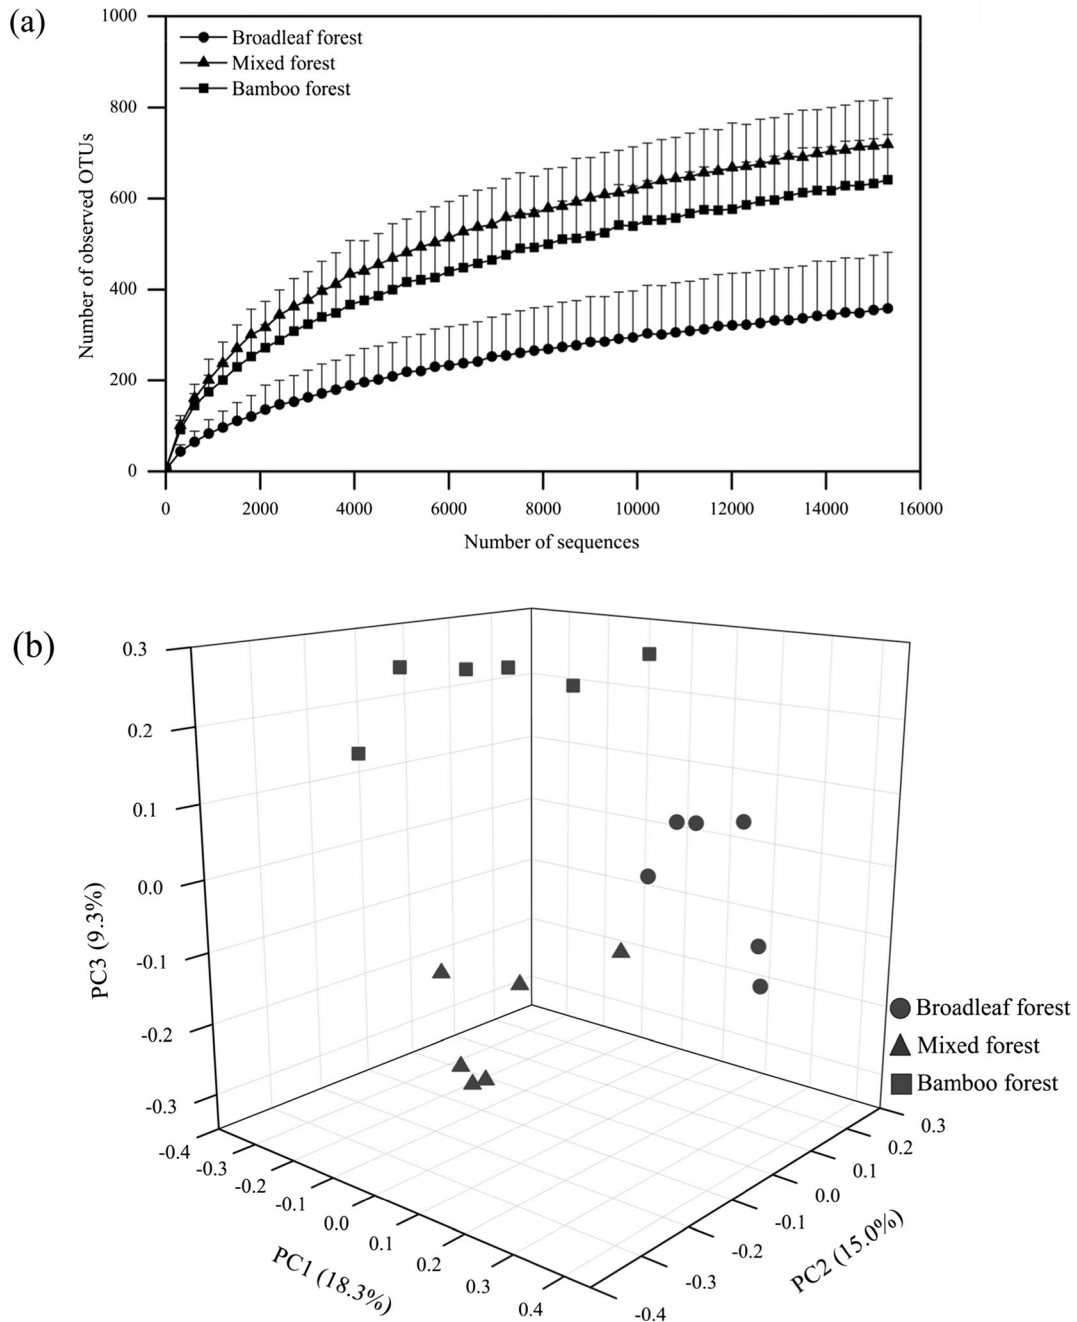 (a)
1000
800
600
400
200
0
Number of observed OTUs
Broadleaf forest
Mixed forest
Bamboo forest
0 2000 4000 6000 8000 10000 12000 14000 16000
Number of sequences
(b)
0.3
0.2
0.1
0.0
-0.1
-0.2
-0.3
PC3 (9.3%)
-0.4
-0.3
-0.2
-0.1
0.0
0.1
0.2
0.3
0.4
PC1 (18.3%)
0.3
0.2
0.1
0.0
-0.1
-0.2
-0.3
-0.4
PC2 (15.0%)
Broadleaf forest
Mixed forest
Bamboo forest